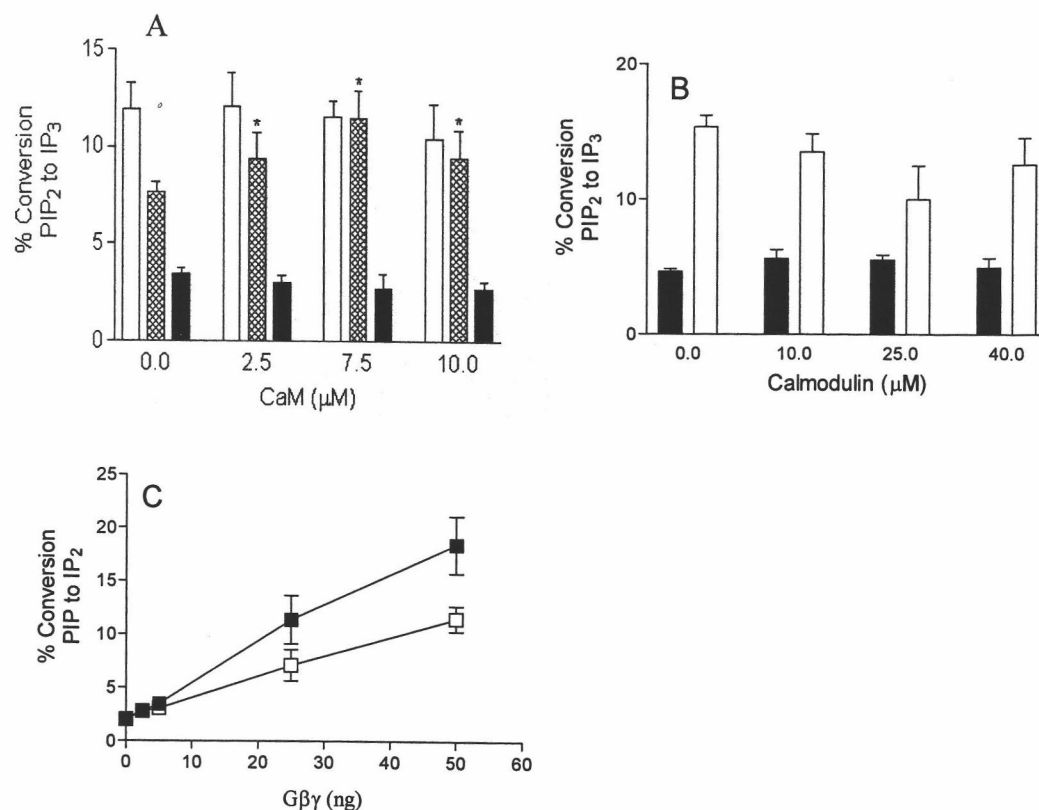 A
15
10
5
0
% Conversion
PIP2 to IP3
* * *
0.0 2.5 7.5 10.0
CaM (µM)
B
20
10
0
% Conversion
PIP2 to IP3
0.0 10.0 25.0 40.0
Calmodulin (µM)
C
25
20
15
10
5
0
% Conversion
PIP to IP2
0 10 20 30 40 50 60
Gβγ (ng)